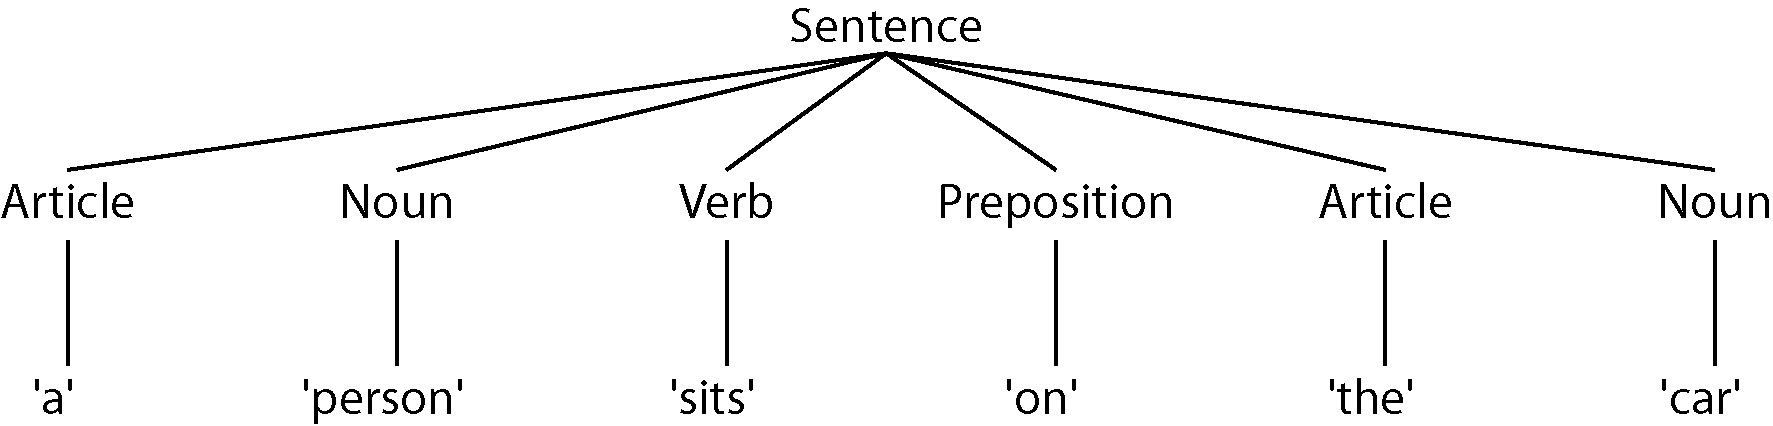 Sentence
Article Noun Verb Preposition Article Noun
'a' 'person' 'sits' 'on' 'the' 'car'